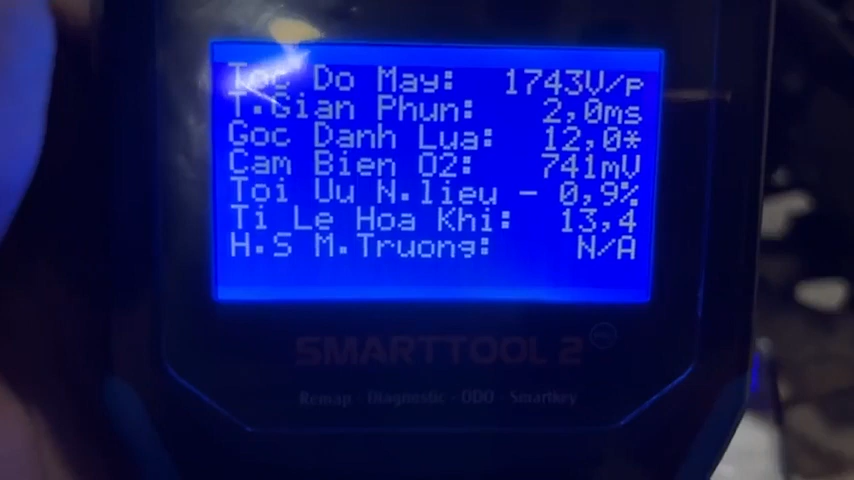 Toc Do May: 1743V/p
T.Gian Phun: 2,0ms
Goc Danh Lua: 12,0*
Cam Bien O2: 741mV
Toi Uu N.lieu - 0,9%
Ti Le Hoa Khi: 13,4
H.S M.Truong: N/A
SMARTTOOL 2
Remap - Diagnostic - ODO - Smartkey